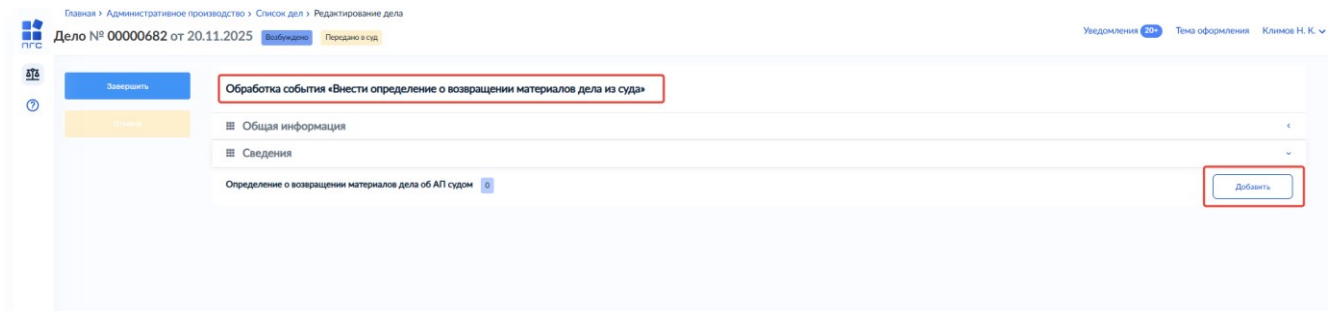 Главная › Административное производство › Список дел › Редактирование дела
Дело № 00000682 от 20.11.2025 Возбуждено Передано в суд
Уведомления 20+ Тема оформления Климов Н. К.
ПГС
Завершить
Обработка события «Внести определение о возвращении материалов дела из суда»
Отмена
Общая информация
Сведения
Определение о возвращении материалов дела об АП судом 0
Добавить